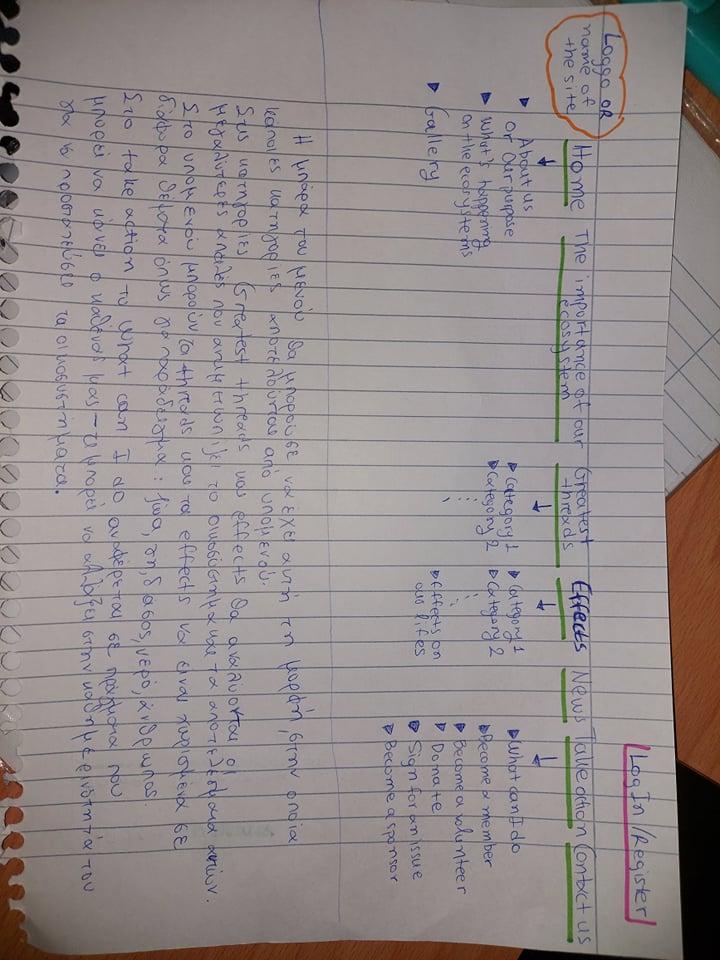 Loggo OR
name of
the site
LogIn/Register
Home
The importance of our
ecosystem
Greatest
threads
Effects
News
Take action
Contact us
About us
or Our purpose
What's happening
on the ecosystems
Gallery
Category 1
Category 2
Category 1
Category 2
Effects on
our lifes
What can I do
Become a member
Become a volunteer
Donate
Sign for an issue
Become a sponsor
Η μπάρα του μενού θα μπορούσε να έχει αυτή τη μορφή, στην οποία
κάποιες κατηγορίες αποτελούνται από υπομενού.
Στις κατηγορίες Greatest threads και effects θα αναλύονται οι
μεγαλύτερες απειλές που αντιμετωπίζει το οικοσύστημα και τα αποτελέσματα αυτών.
Στο υπομενού μπορούν τα threads και τα effects να είναι χωρισμένα σε
διάφορα θέματα όπως για παράδειγμα: ζώα, γη, δάσος, νερό, άνθρωπος.
Στο take action το What can I do αναφέρεται σε πράγματα που
μπορεί να κάνει ο καθένας μας - τι μπορεί να αλλάξει στην καθημερινότητά του
για να προστατεύσει τα οικοσυστήματα.